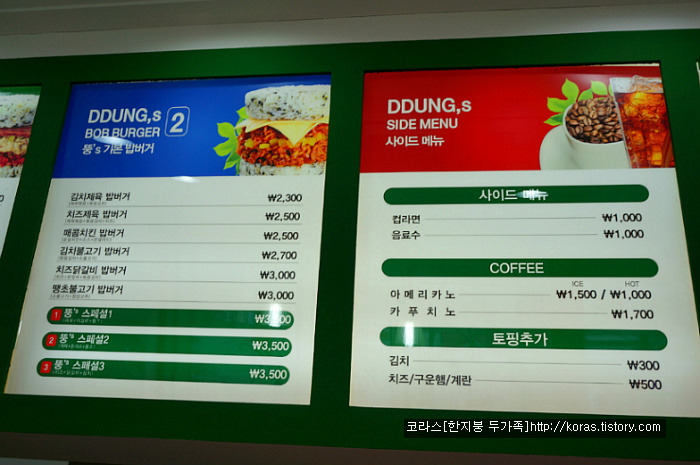 DDUNG,s
BOB BURGER 2
뚱's 기본 밥버거
김치제육 밥버거 ₩2,300
치즈제육 밥버거 ₩2,500
매콤치킨 밥버거 ₩2,500
김치불고기 밥버거 ₩2,700
치즈닭갈비 밥버거 ₩3,000
땡초불고기 밥버거 ₩3,000
1 뚱's 스페셜1
2 뚱's 스페셜2 ₩3,500
3 뚱's 스페셜3 ₩3,500
DDUNG,s
SIDE MENU
사이드 메뉴
사이드 메뉴
컵라면 ₩1,000
음료수 ₩1,000
COFFEE
ICE HOT
아메리카노 ₩1,500 / ₩1,000
카푸치노 ₩1,700
토핑추가
김치 ₩300
치즈/구운햄/계란 ₩500
코라스[한지붕 두가족]http://koras.tistory.com